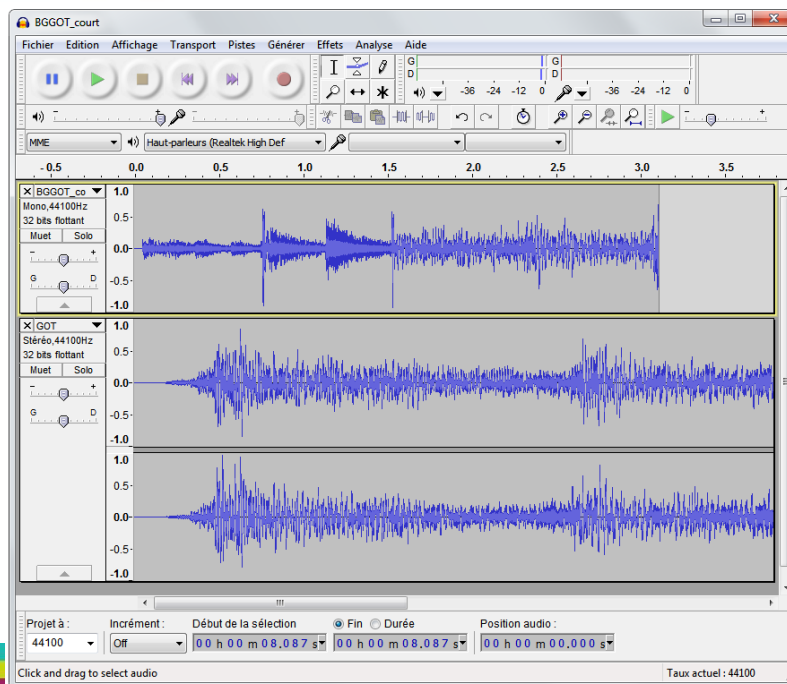 BGGOT_court
Fichier Edition Affichage Transport Pistes Générer Effets Analyse Aide
G G
D D
-36 -24 -12 0 -36 -24 -12 0
MME Haut-parleurs (Realtek High Def
- 0.5 0.0 0.5 1.0 1.5 2.0 2.5 3.0 3.5
X BGGOT_co 1.0
Mono,44100Hz
32 bits flottant 0.5-
Muet Solo
- + 0.0-
G D -0.5-
-1.0
X GOT 1.0
Stéréo,44100Hz
32 bits flottant 0.5-
Muet Solo
- + 0.0-
G D -0.5-
-1.0
1.0
0.5-
0.0-
-0.5-
-1.0
Projet à : Incrément : Début de la sélection Fin Durée Position audio :
44100 Off 00 h 00 m 08.087 s 00 h 00 m 08.087 s 00 h 00 m 00.000 s
Click and drag to select audio Taux actuel : 44100